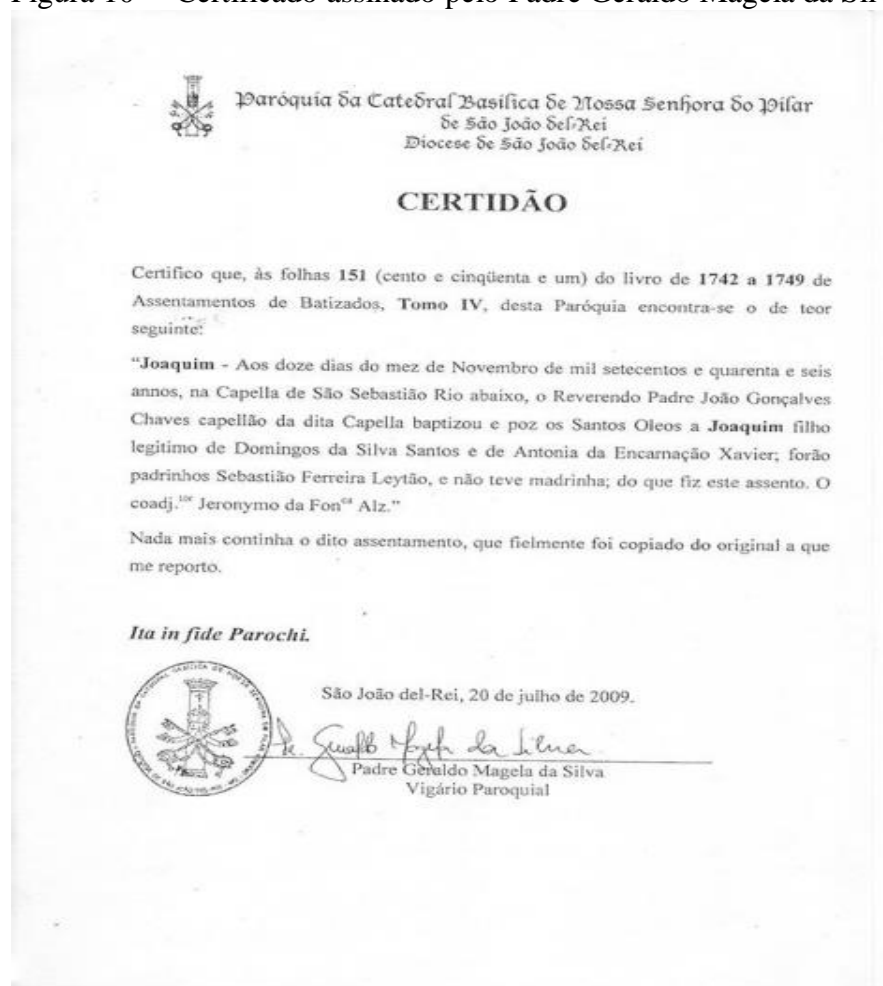 Figura 10 – Certificado assinado pelo Padre Geraldo Magela da Sil
Paróquia da Catedral Basílica de Nossa Senhora do Pilar
de São João del-Rei
Diocese de São João del-Rei
CERTIDÃO
Certifico que, às folhas 151 (cento e cinqüenta e um) do livro de 1742 a 1749 de
Assentamentos de Batizados, Tomo IV, desta Paróquia encontra-se o de teor
seguinte:
“Joaquim - Aos doze dias do mez de Novembro de mil setecentos e quarenta e seis
annos, na Capella de São Sebastião Rio abaixo, o Reverendo Padre João Gonçalves
Chaves capellão da dita Capella baptizou e poz os Santos Oleos a Joaquim filho
legitimo de Domingos da Silva Santos e de Antonia da Encarnação Xavier; forão
padrinhos Sebastião Ferreira Leytão, e não teve madrinha; do que fiz este assento. O
coadj.tor Jeronymo da Fonca Alz.”
Nada mais continha o dito assentamento, que fielmente foi copiado do original a que
me reporto.
Ita in fide Parochi.
São João del-Rei, 20 de julho de 2009.
Pe. Geraldo Magela da Silva
Padre Geraldo Magela da Silva
Vigário Paroquial